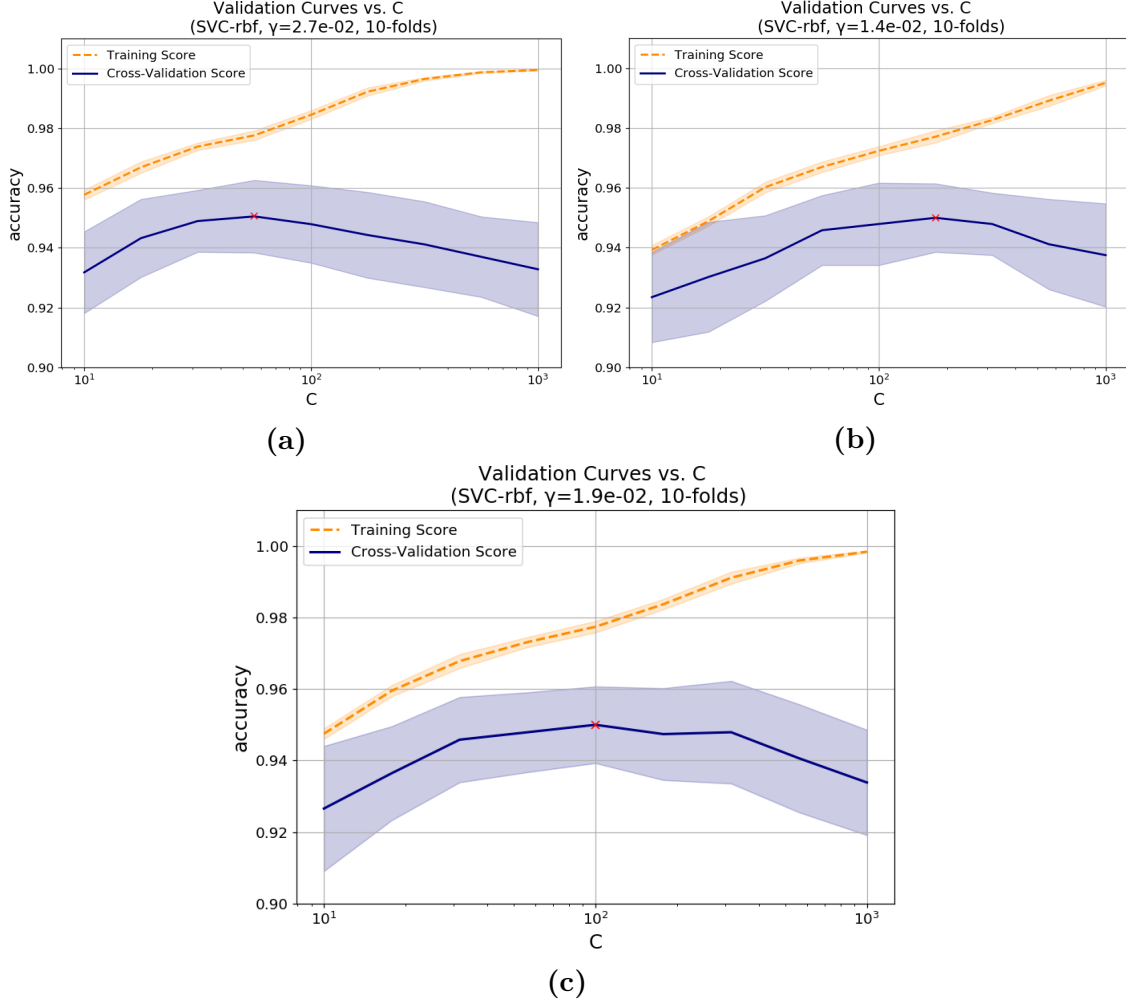 Validation Curves vs. C
(SVC-rbf, γ=2.7e-02, 10-folds)
Training Score
Cross-Validation Score
1.00
0.98
0.96
0.94
0.92
0.90
accuracy
10¹
10²
10³
C
(a)
Validation Curves vs. C
(SVC-rbf, γ=1.4e-02, 10-folds)
Training Score
Cross-Validation Score
1.00
0.98
0.96
0.94
0.92
0.90
accuracy
10¹
10²
10³
C
(b)
Validation Curves vs. C
(SVC-rbf, γ=1.9e-02, 10-folds)
Training Score
Cross-Validation Score
1.00
0.98
0.96
0.94
0.92
0.90
accuracy
10¹
10²
10³
C
(c)